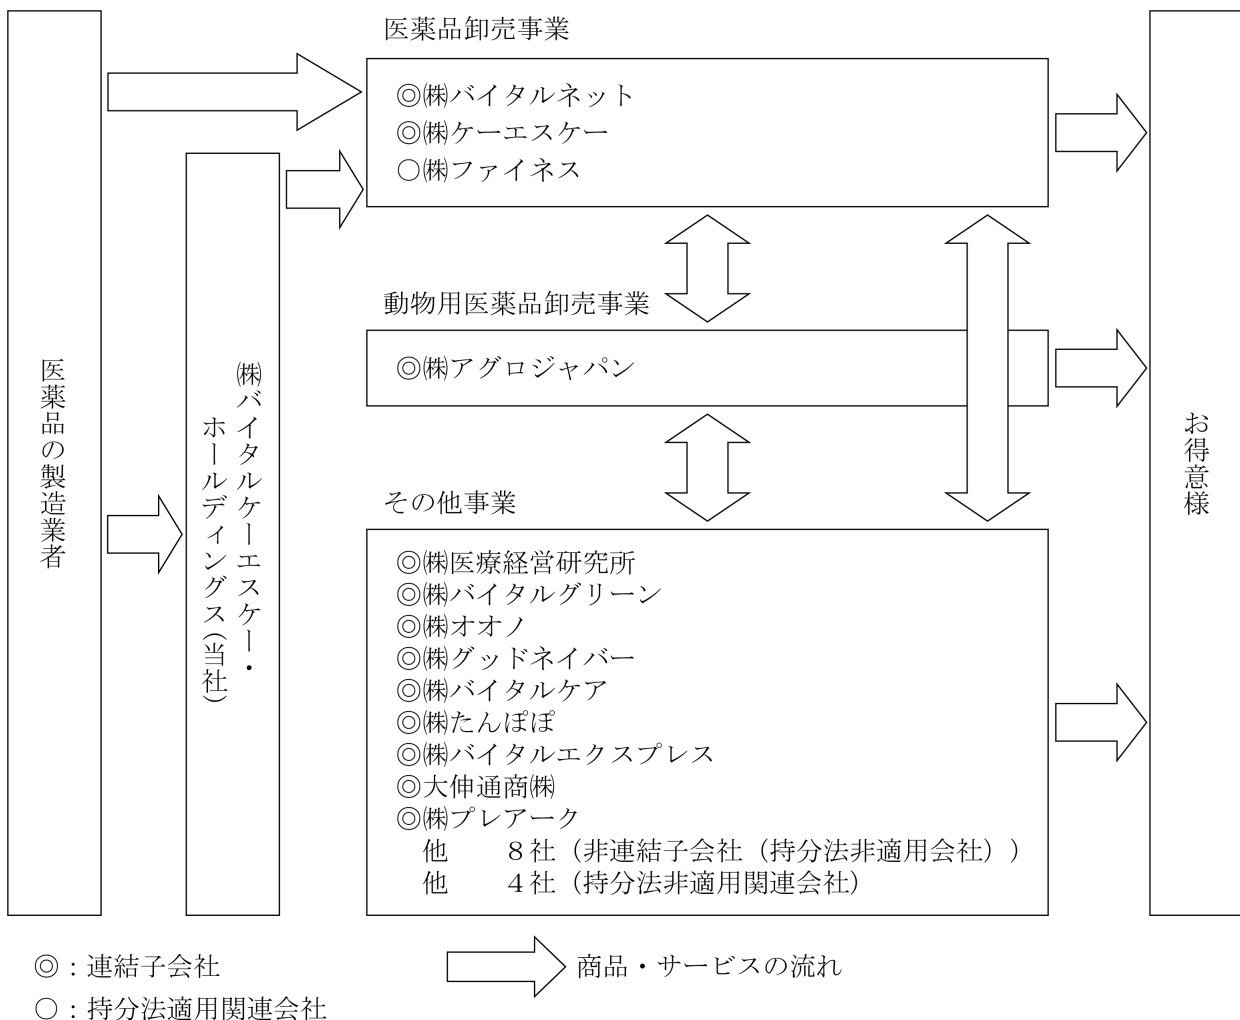 医薬品の製造業者
㈱バイタルケーエスケー・
ホールディングス(当社)
医薬品卸売事業
◎㈱バイタルネット
◎㈱ケーエスケー
○㈱ファイネス
動物用医薬品卸売事業
◎㈱アグロジャパン
その他事業
◎㈱医療経営研究所
◎㈱バイタルグリーン
◎㈱オオノ
◎㈱グッドネイバー
◎㈱バイタルケア
◎㈱たんぽぽ
◎㈱バイタルエクスプレス
◎大伸通商㈱
◎㈱プレアーク
他　　８社（非連結子会社（持分法非適用会社））
他　　４社（持分法非適用関連会社）
お得意様
◎：連結子会社
○：持分法適用関連会社
商品・サービスの流れ